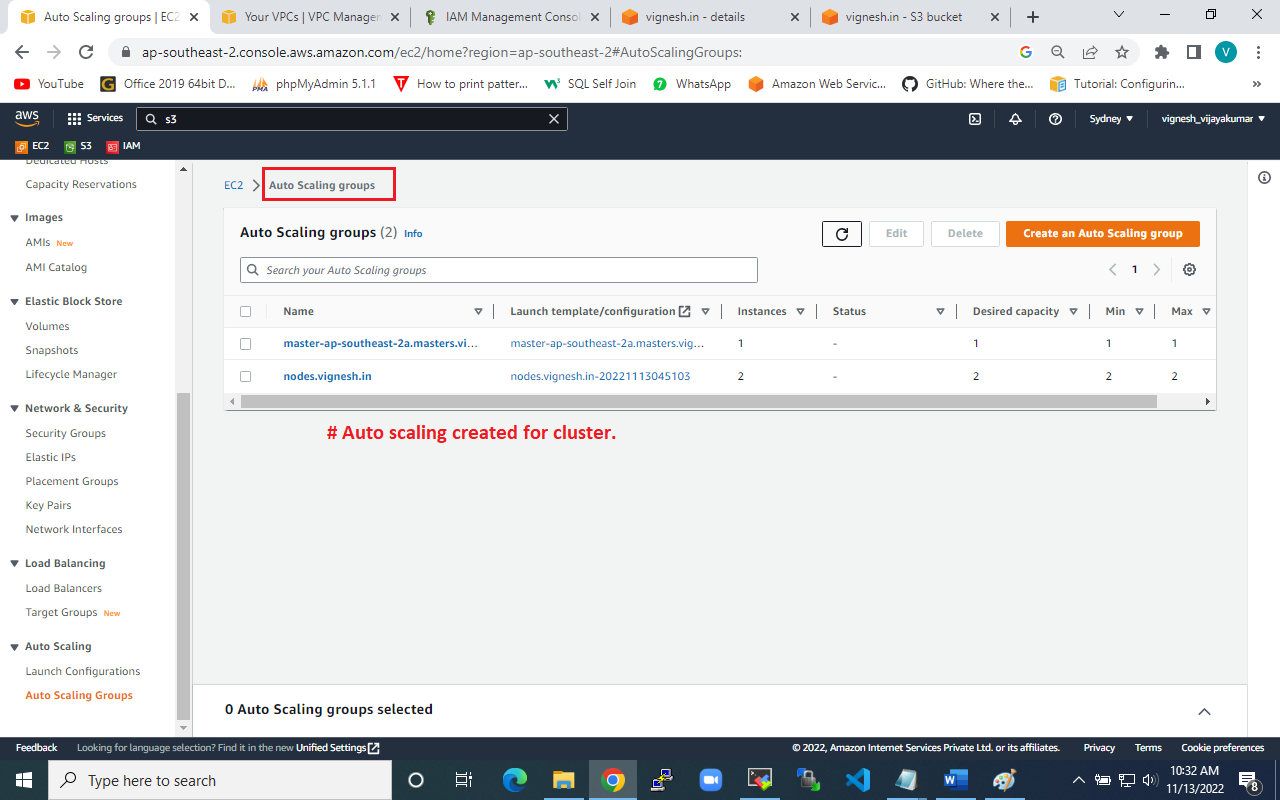 Auto Scaling groups | EC2
Your VPCs | VPC Managem
IAM Management Conso
vignesh.in - details
vignesh.in - S3 bucket
ap-southeast-2.console.aws.amazon.com/ec2/home?region=ap-southeast-2#AutoScalingGroups:
V
YouTube
Office 2019 64bit D...
phpMyAdmin 5.1.1
How to print patter...
SQL Self Join
7
WhatsApp
Amazon Web Servic...
GitHub: Where the...
Tutorial: Configurin...
»
aws
Services
s3
Sydney
vignesh_vijayakumar
EC2
S3
IAM
Dedicated Hosts
Capacity Reservations
Images
AMIs New
AMI Catalog
Elastic Block Store
Volumes
Snapshots
Lifecycle Manager
Network & Security
Security Groups
Elastic IPs
Placement Groups
Key Pairs
Network Interfaces
Load Balancing
Load Balancers
Target Groups New
Auto Scaling
Launch Configurations
Auto Scaling Groups
EC2
Auto Scaling groups
Auto Scaling groups (2) Info
Edit
Delete
Create an Auto Scaling group
Search your Auto Scaling groups
1
Name
Launch template/configuration
Instances
Status
Desired capacity
Min
Max
master-ap-southeast-2a.masters.vi...
master-ap-southeast-2a.masters.vig...
1
-
1
1
1
nodes.vignesh.in
nodes.vignesh.in-20221113045103
2
-
2
2
2
# Auto scaling created for cluster.
0 Auto Scaling groups selected
Feedback
Looking for language selection? Find it in the new Unified Settings
© 2022, Amazon Internet Services Private Ltd. or its affiliates.
Privacy
Terms
Cookie preferences
Type here to search
10:32 AM
11/13/2022
8